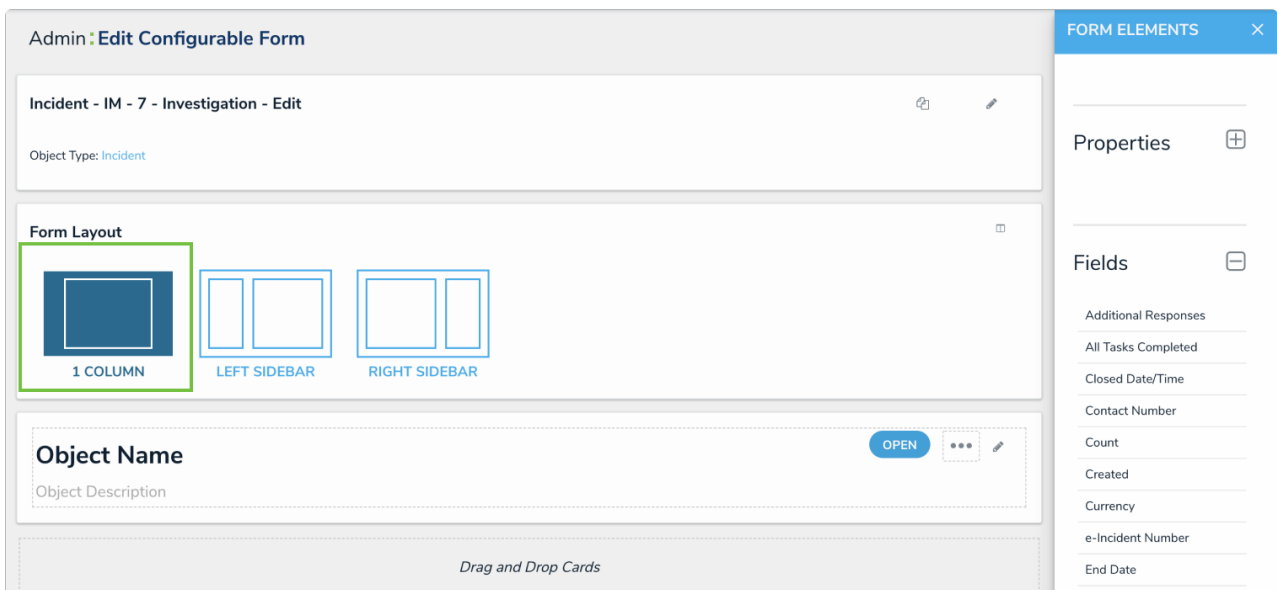 Admin:Edit Configurable Form
Incident - IM - 7 - Investigation - Edit
Object Type: Incident
Form Layout
1 COLUMN
LEFT SIDEBAR
RIGHT SIDEBAR
Object Name
OPEN
Object Description
Drag and Drop Cards
FORM ELEMENTS
Properties
Fields
Additional Responses
All Tasks Completed
Closed Date/Time
Contact Number
Count
Created
Currency
e-Incident Number
End Date